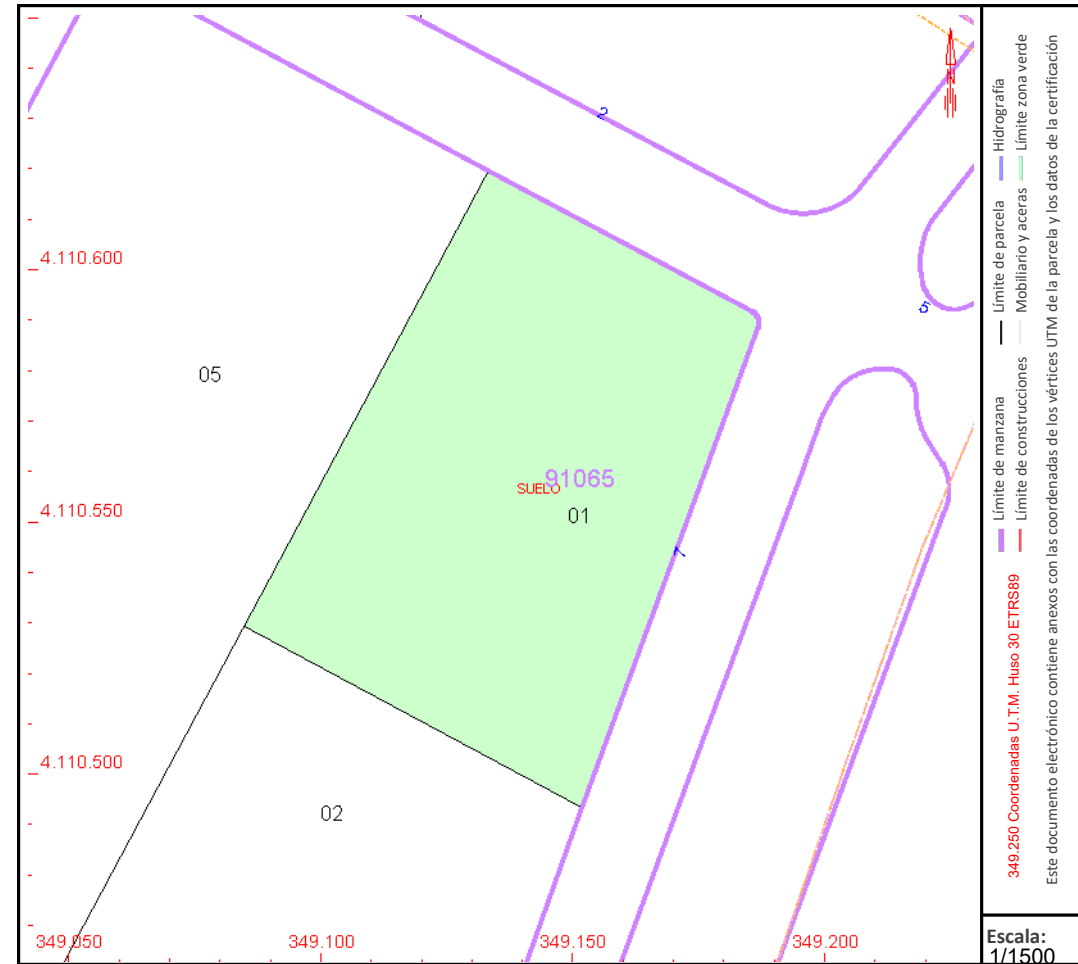 2
4.110.600
5
05
91065
SUELO
01
4.110.550
7
4.110.500
02
349.050
349.100
349.150
349.200
349.250 Coordenadas U.T.M. Huso 30 ETRS89
Límite de manzana
Límite de parcela
Hidrografía
Límite de construcciones
Mobiliario y aceras
Límite zona verde
Este documento electrónico contiene anexos con las coordenadas de los vértices UTM de la parcela y los datos de la certificación
Escala:
1/1500